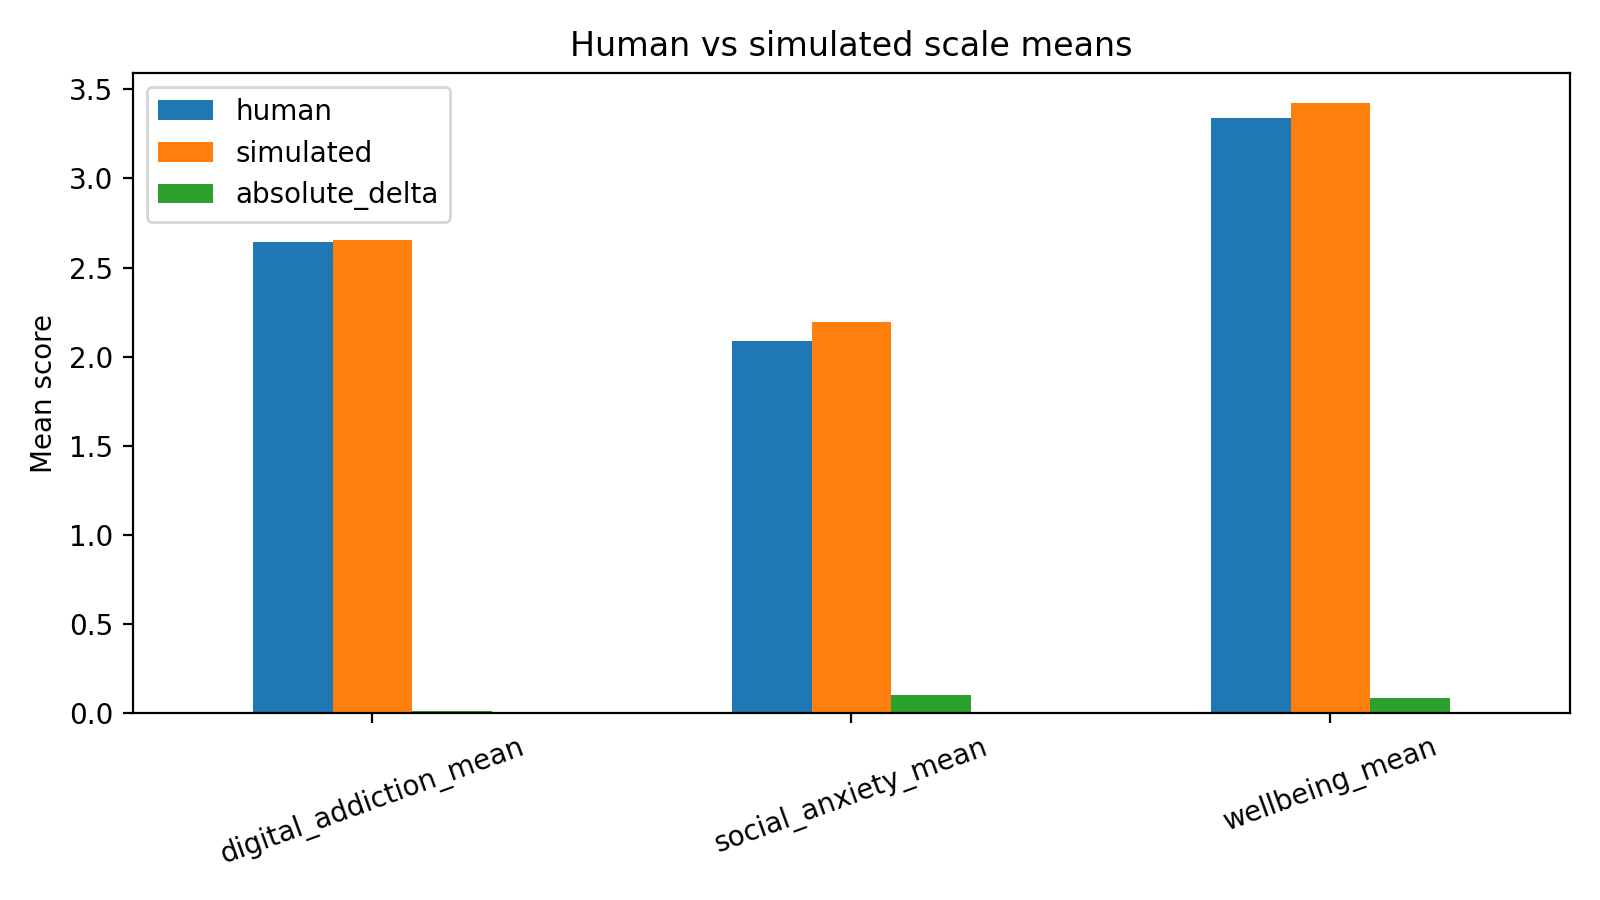 Human vs simulated scale means
human
simulated
absolute_delta
Mean score
3.5
3.0
2.5
2.0
1.5
1.0
0.5
0.0
digital_addiction_mean
social_anxiety_mean
wellbeing_mean